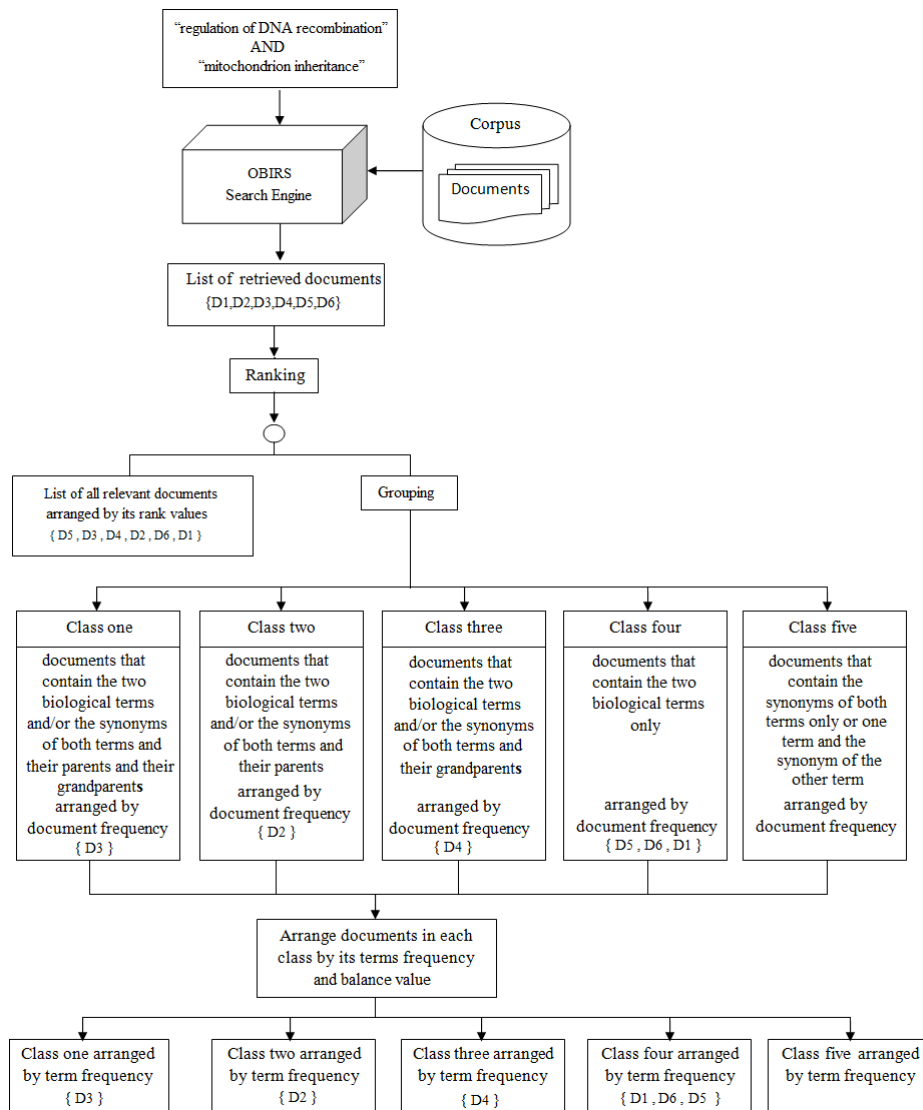 “regulation of DNA recombination”
AND
“mitochondrion inheritance”
Corpus
Documents
OBIRS
Search Engine
List of retrieved documents
{D1,D2,D3,D4,D5,D6}
Ranking
List of all relevant documents
arranged by its rank values
{ D5 , D3 , D4 , D2 , D6 , D1 }
Grouping
Class one
documents that
contain the two
biological terms
and/or the synonyms
of both terms and
their parents and their
grandparents
arranged by
document frequency
{ D3 }
Class two
documents that
contain the two
biological terms
and/or the synonyms
of both terms and
their parents
arranged by
document frequency
{ D2 }
Class three
documents that
contain the two
biological terms
and/or the synonyms
of both terms and
their grandparents
arranged by
document frequency
{ D4 }
Class four
documents that
contain the two
biological terms
only
arranged by
document frequency
{ D5 , D6 , D1 }
Class five
documents that
contain the
synonyms of both
terms only or one
term and the
synonym of the
other term
arranged by
document frequency
Arrange documents in each
class by its terms frequency
and balance value
Class one arranged
by term frequency
{ D3 }
Class two arranged
by term frequency
{ D2 }
Class three arranged
by term frequency
{ D4 }
Class four arranged
by term frequency
{ D1 , D6 , D5 }
Class five arranged
by term frequency